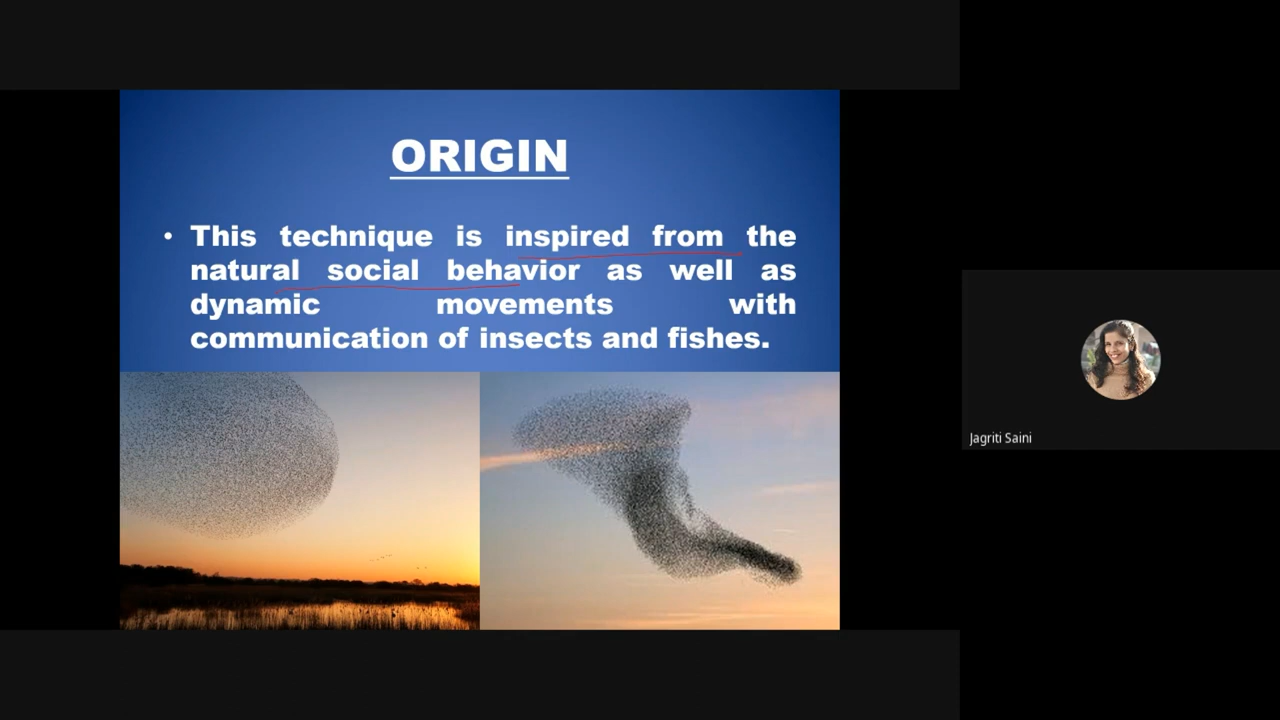 ORIGIN
• This technique is inspired from the
natural social behavior as well as
dynamic movements with
communication of insects and fishes.
Jagriti Saini